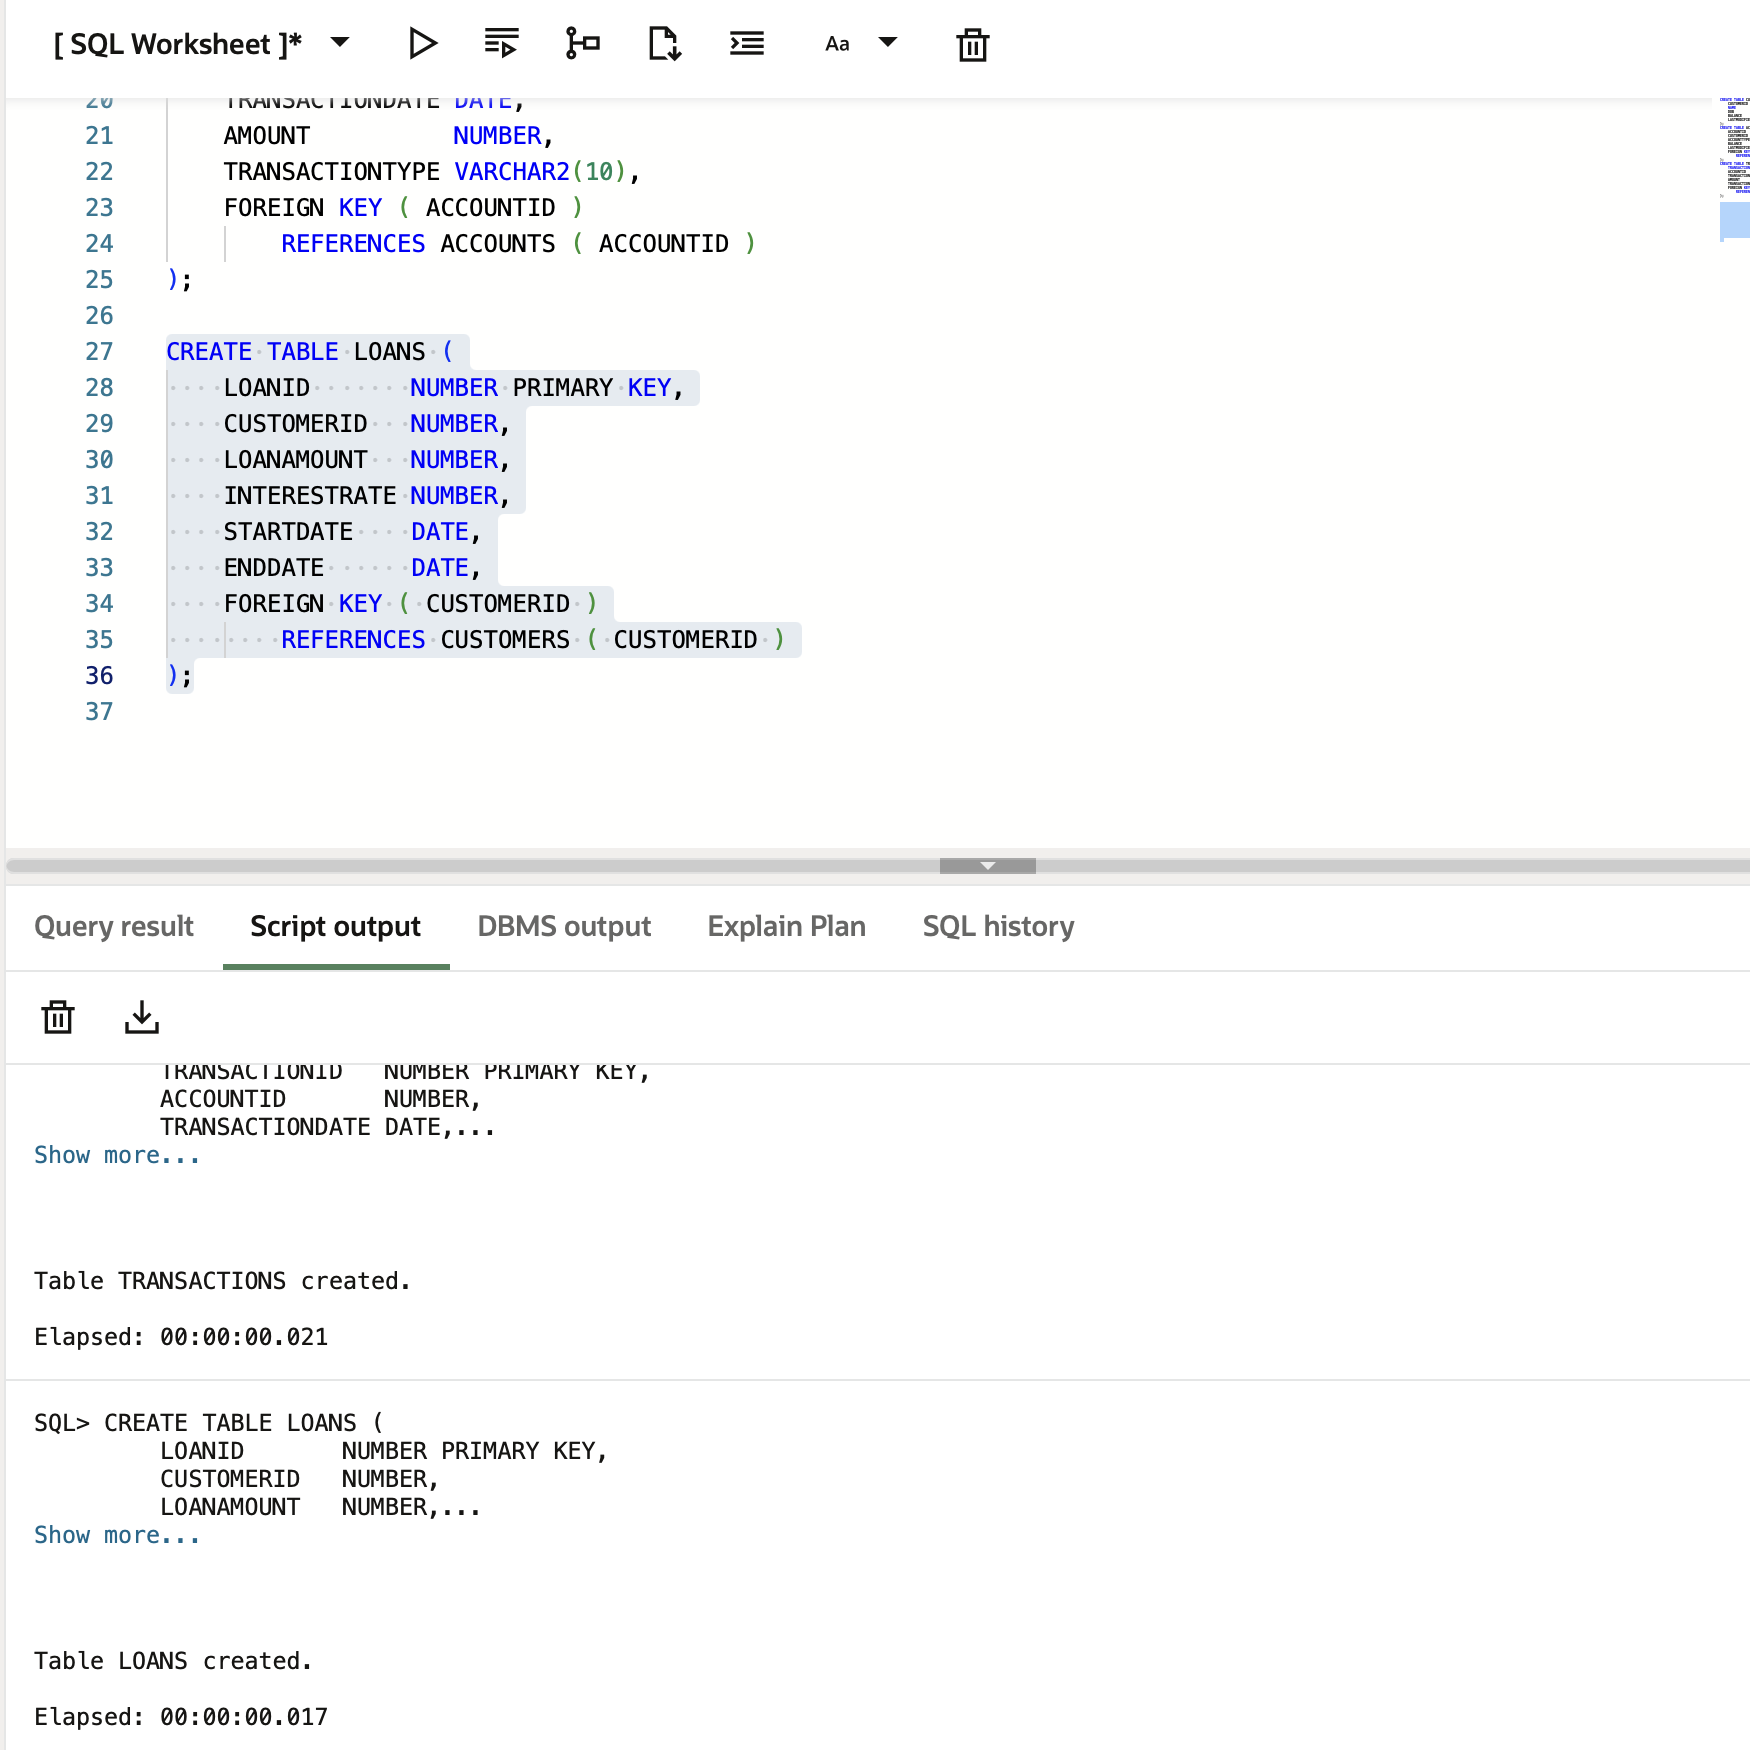 [ SQL Worksheet ]*
Aa
20 TRANSACTIONDATE DATE,
21 AMOUNT NUMBER,
22 TRANSACTIONTYPE VARCHAR2(10),
23 FOREIGN KEY ( ACCOUNTID )
24 REFERENCES ACCOUNTS ( ACCOUNTID )
25 );
26
27 CREATE TABLE LOANS (
28 LOANID NUMBER PRIMARY KEY,
29 CUSTOMERID NUMBER,
30 LOANAMOUNT NUMBER,
31 INTERESTRATE NUMBER,
32 STARTDATE DATE,
33 ENDDATE DATE,
34 FOREIGN KEY ( CUSTOMERID )
35 REFERENCES CUSTOMERS ( CUSTOMERID )
36 );
37
Query result Script output DBMS output Explain Plan SQL history
TRANSACTIONID NUMBER PRIMARY KEY,
ACCOUNTID NUMBER,
TRANSACTIONDATE DATE,...
Show more...
Table TRANSACTIONS created.
Elapsed: 00:00:00.021
SQL> CREATE TABLE LOANS (
LOANID NUMBER PRIMARY KEY,
CUSTOMERID NUMBER,
LOANAMOUNT NUMBER,...
Show more...
Table LOANS created.
Elapsed: 00:00:00.017